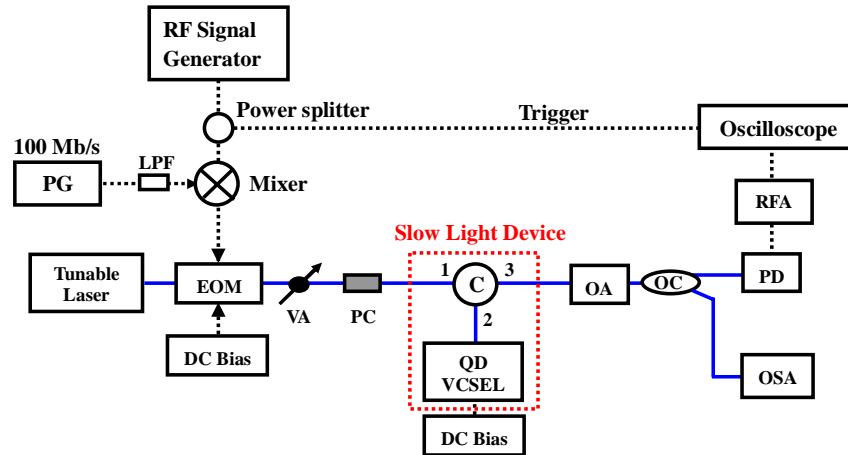 RF Signal
Generator
Power splitter
Trigger
Oscilloscope
100 Mb/s
LPF
PG
Mixer
RFA
Slow Light Device
Tunable
Laser
EOM
1
3
C
OA
OC
PD
VA
PC
2
DC Bias
QD
VCSEL
OSA
DC Bias